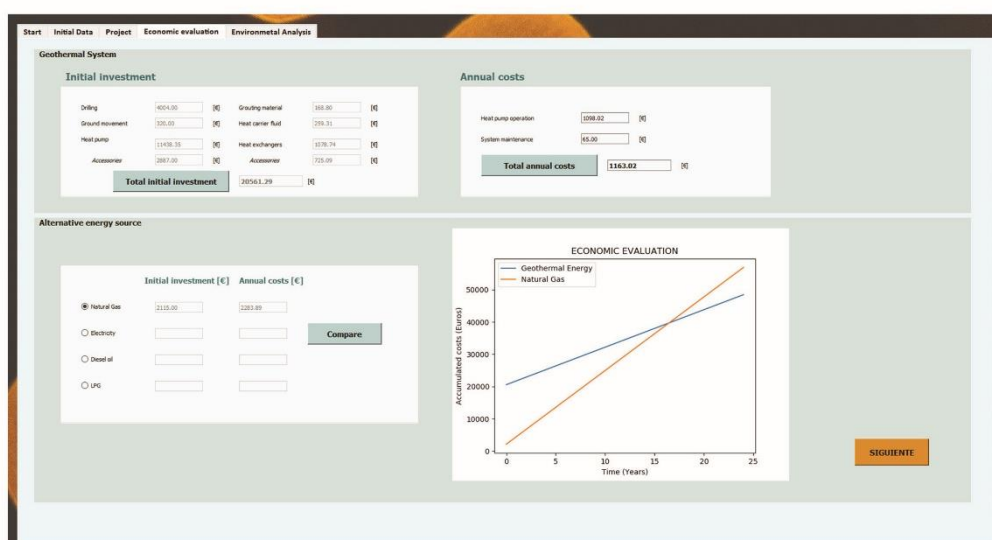 Start Initial Data Project Economic evaluation Environmetal Analysis
Geothermal System
Initial investment
Drilling 4004.00 [€] Grouting material 168.80 [€]
Ground movement 320.00 [€] Heat carrier fluid 259.31 [€]
Heat pump 11438.35 [€] Heat exchangers 1078.74 [€]
Accessories 2887.00 [€] Accessories 725.09 [€]
Total initial investment 20561.29 [€]
Annual costs
Heat pump operation 1098.02 [€]
System maintenance 65.00 [€]
Total annual costs 1163.02 [€]
Alternative energy source
Initial investment [€] Annual costs [€]
Natural Gas 2115.00 2283.89
Electricity
Compare
Diesel oil
LPG
ECONOMIC EVALUATION
Geothermal Energy
Natural Gas
Accumulated costs (Euros)
50000
40000
30000
20000
10000
0
0 5 10 15 20 25
Time (Years)
SIGUIENTE